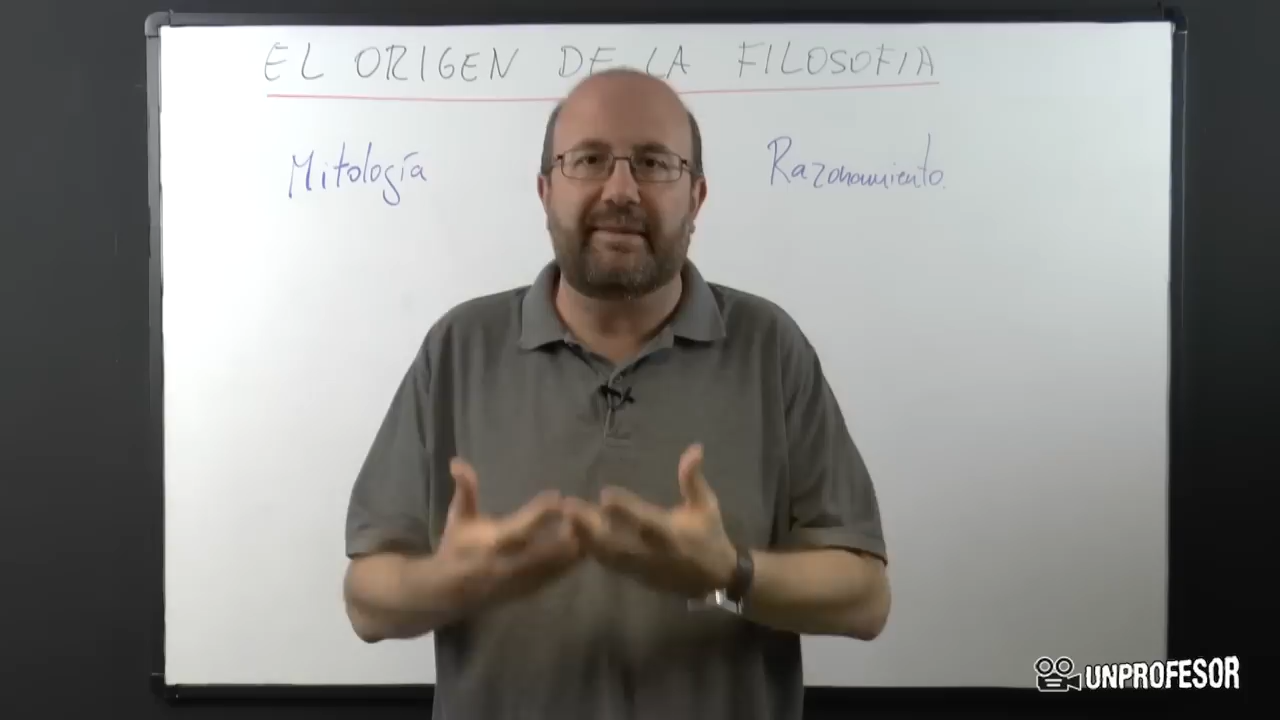 EL ORIGEN DE LA FILOSOFIA
Mitología
Razonamiento.
UNPROFESOR